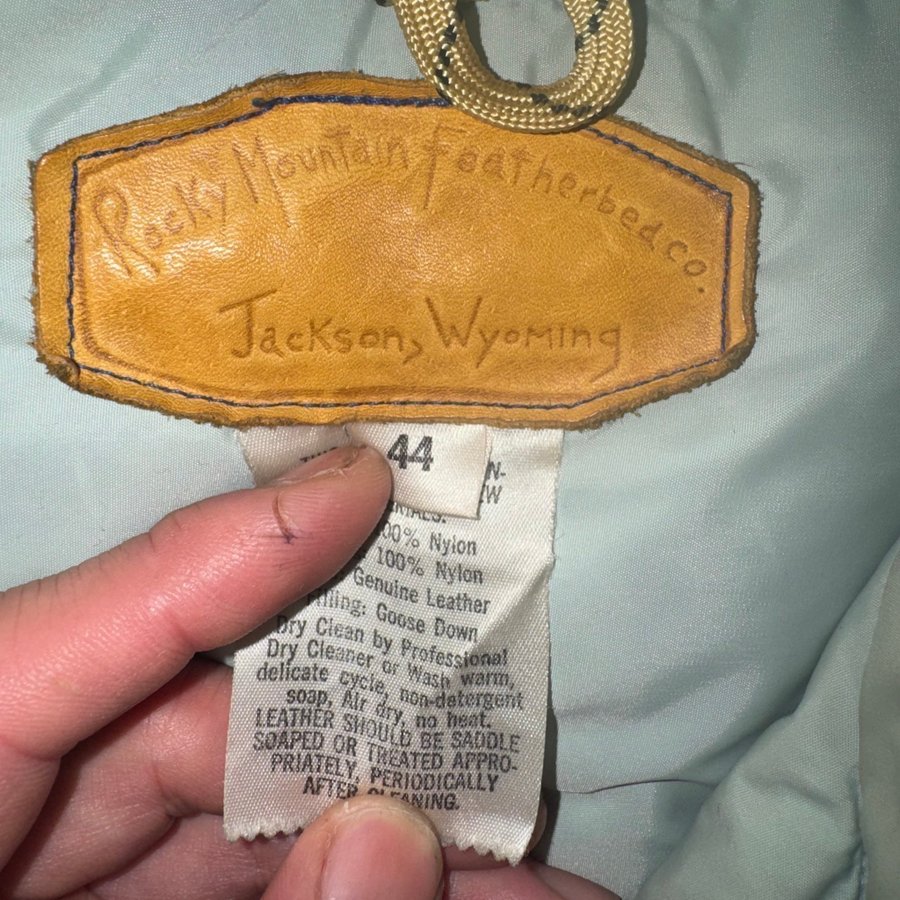 Rocky Mountain Featherbed co.
Jackson, Wyoming
44
N-
EW
100% Nylon
100% Nylon
Genuine Leather
Filling: Goose Down
Dry Clean by Professional
Dry Cleaner or Wash warm,
delicate cycle, non-detergent
soap, Air dry, no heat.
LEATHER SHOULD BE SADDLE
SOAPED OR TREATED APPRO-
PRIATELY, PERIODICALLY
AFTER CLEANING.